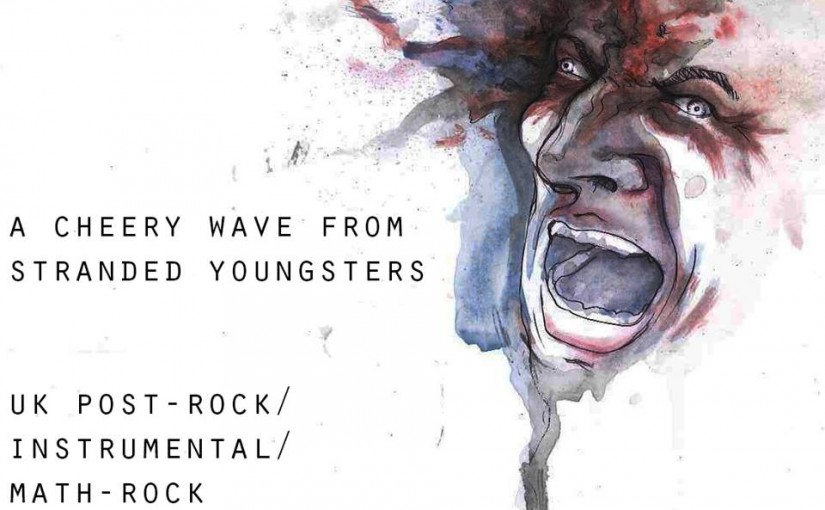 A CHEERY WAVE FROM
STRANDED YOUNGSTERS
UK POST-ROCK/
INSTRUMENTAL/
MATH-ROCK